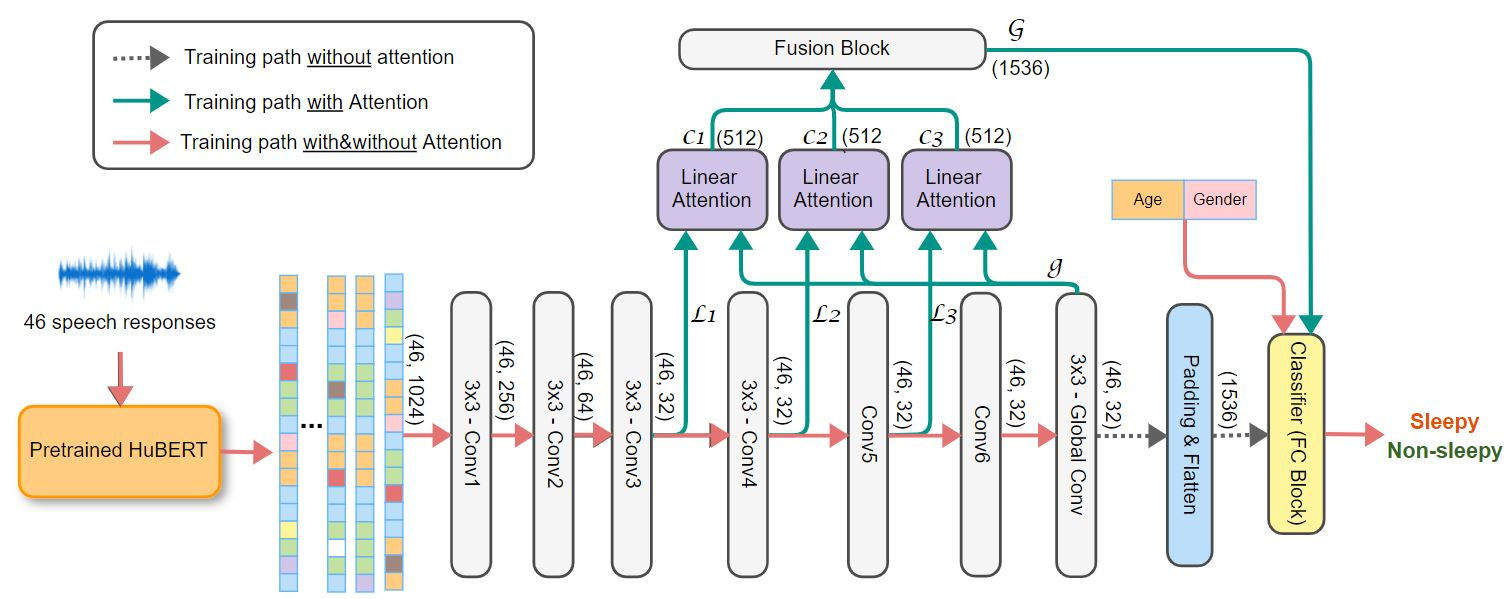 Training path without attention
Training path with Attention
Training path with&without Attention
Fusion Block
G
(1536)
C1 (512)
C2 (512
C3 (512)
Linear
Attention
Linear
Attention
Linear
Attention
Age
Gender
46 speech responses
Pretrained HuBERT
...
(46, 1024)
3x3 - Conv1
(46, 256)
3x3 - Conv2
(46, 64)
3x3 - Conv3
(46, 32)
L1
3x3 - Conv4
(46, 32)
L2
Conv5
(46, 32)
L3
Conv6
(46, 32)
g
3x3 - Global Conv
(46, 32)
Padding & Flatten
(1536)
Classifier (FC Block)
Sleepy
Non-sleepy